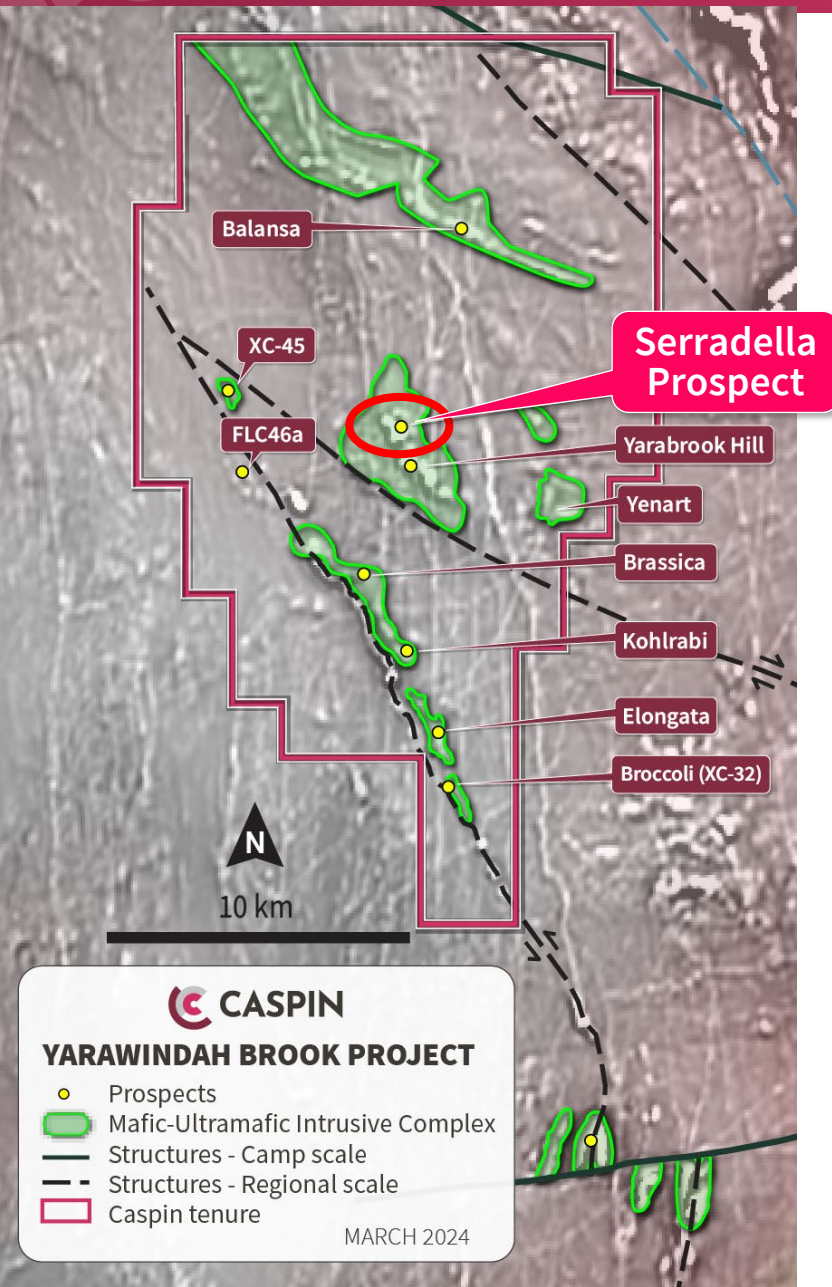 Balansa
XC-45
Serradella
Prospect
FLC46a
Yarabrook Hill
Yenart
Brassica
Kohlrabi
Elongata
Broccoli (XC-32)
N
10 km
CASPIN
YARAWINDAH BROOK PROJECT
Prospects
Mafic-Ultramafic Intrusive Complex
Structures - Camp scale
Structures - Regional scale
Caspin tenure
MARCH 2024